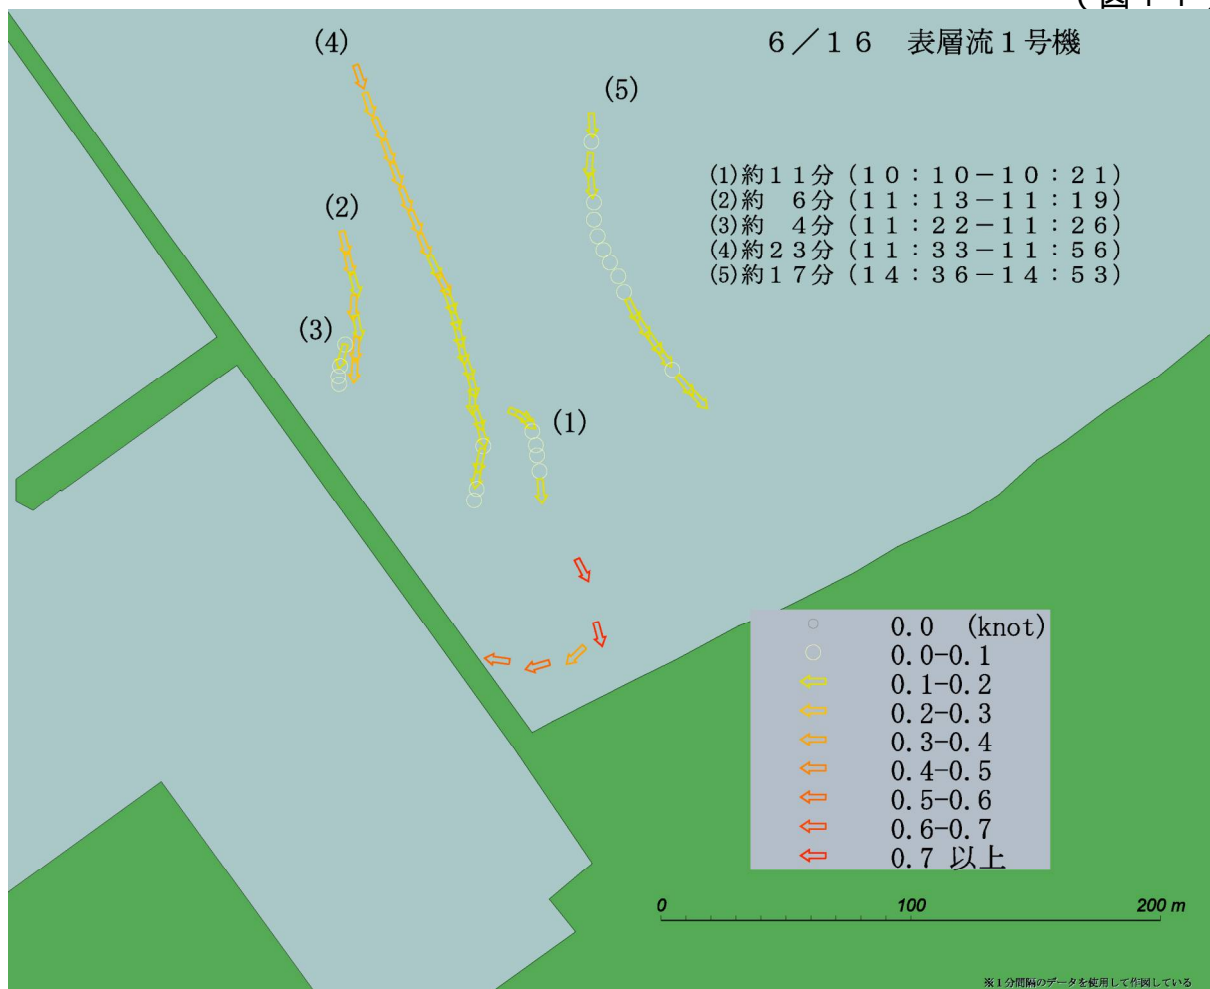 (図１１)
6／１６　表層流１号機
(4)
(5)
(1)約１１分（１０：１０－１０：２１）
(2)約　６分（１１：１３－１１：１９）
(3)約　４分（１１：２２－１１：２６）
(4)約２３分（１１：３３－１１：５６）
(5)約１７分（１４：３６－１４：５３）
(2)
(3)
(1)
0.0　(knot)
0.0-0.1
0.1-0.2
0.2-0.3
0.3-0.4
0.4-0.5
0.5-0.6
0.6-0.7
0.7 以上
0 100 200 m
※１分間隔のデータを使用して作図している